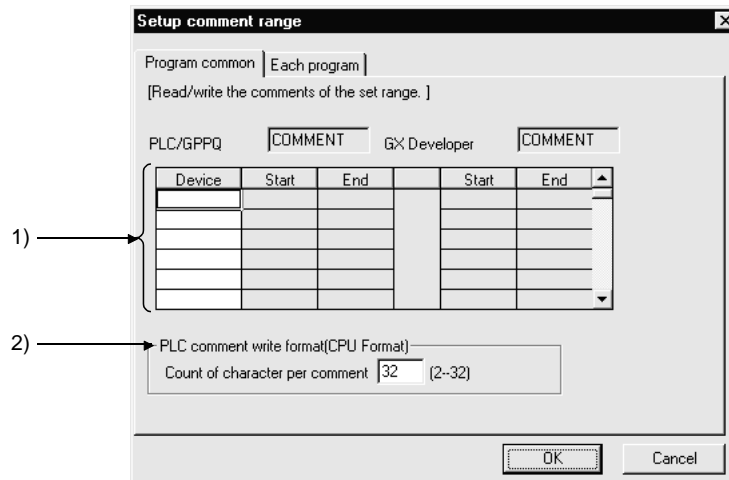 Setup comment range
Program common Each program
[Read/write the comments of the set range. ]
PLC/GPPQ COMMENT GX Developer COMMENT
Device Start End Start End
1)
2)
PLC comment write format(CPU Format)
Count of character per comment 32 (2--32)
OK Cancel